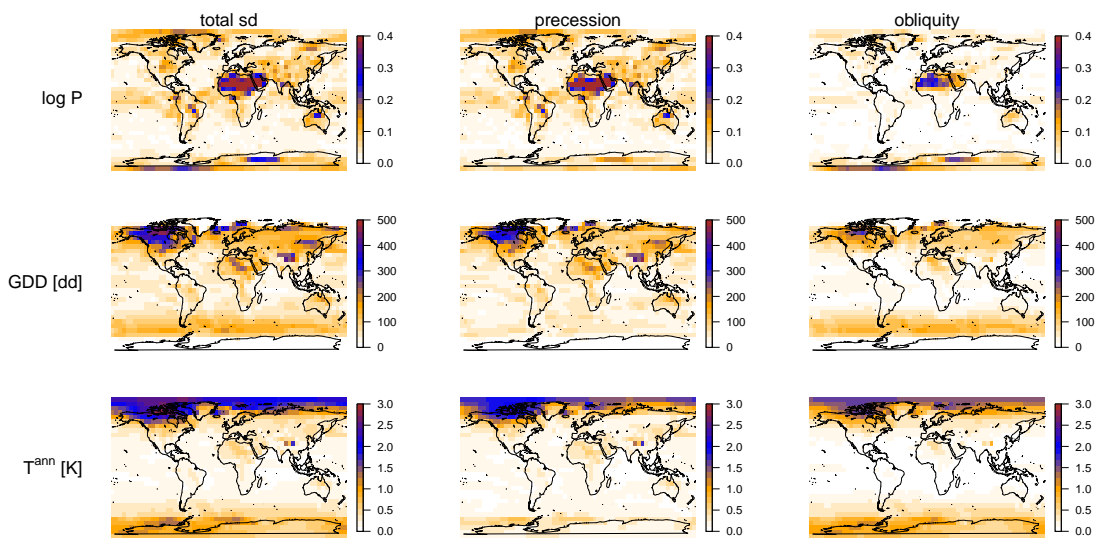 total sd precession obliquity
log P
0.4 0.4 0.4
0.3 0.3 0.3
0.2 0.2 0.2
0.1 0.1 0.1
0.0 0.0 0.0
GDD [dd]
500 500 500
400 400 400
300 300 300
200 200 200
100 100 100
0 0 0
T^ann [K]
3.0 3.0 3.0
2.5 2.5 2.5
2.0 2.0 2.0
1.5 1.5 1.5
1.0 1.0 1.0
0.5 0.5 0.5
0.0 0.0 0.0